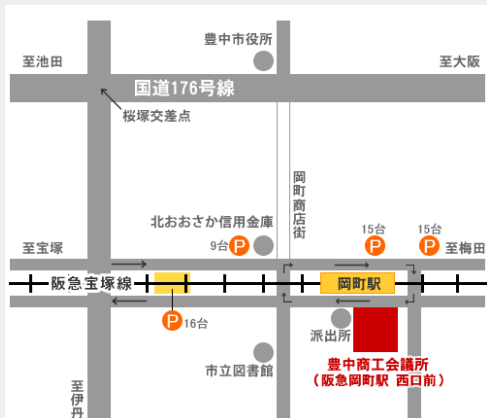 豊中市役所
至池田
至大阪
国道176号線
桜塚交差点
岡町商店街
北おおさか信用金庫
9台 P
15台
P
15台
P
至宝塚
至梅田
阪急宝塚線
岡町駅
P 16台
派出所
市立図書館
豊中商工会議所
(阪急岡町駅 西口前)
至伊丹